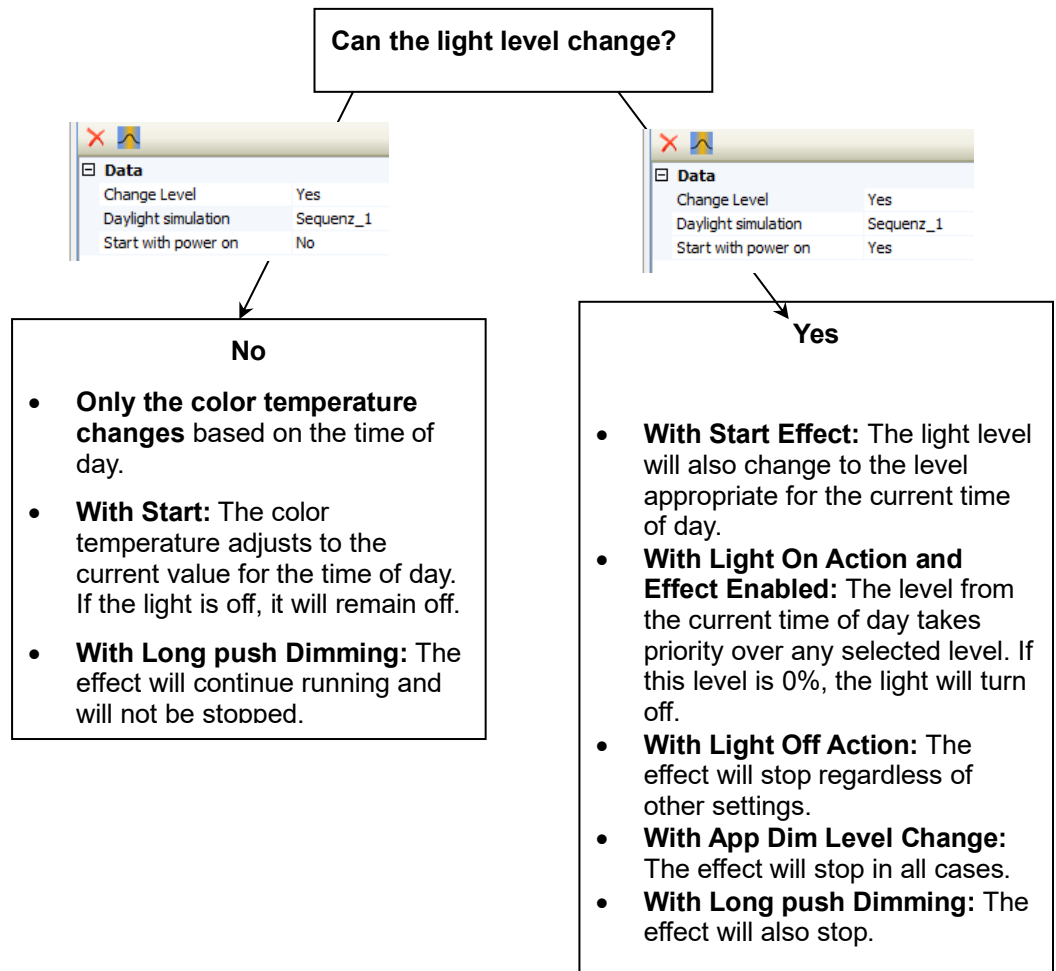 Can the light level change?
Data
Change Level Yes
Daylight simulation Sequenz_1
Start with power on No
Data
Change Level Yes
Daylight simulation Sequenz_1
Start with power on Yes
No
• Only the color temperature
changes based on the time of
day.
• With Start: The color
temperature adjusts to the
current value for the time of day.
If the light is off, it will remain off.
• With Long push Dimming: The
effect will continue running and
will not be stopped.
Yes
• With Start Effect: The light level
will also change to the level
appropriate for the current time
of day.
• With Light On Action and
Effect Enabled: The level from
the current time of day takes
priority over any selected level. If
this level is 0%, the light will turn
off.
• With Light Off Action: The
effect will stop regardless of
other settings.
• With App Dim Level Change:
The effect will stop in all cases.
• With Long push Dimming: The
effect will also stop.